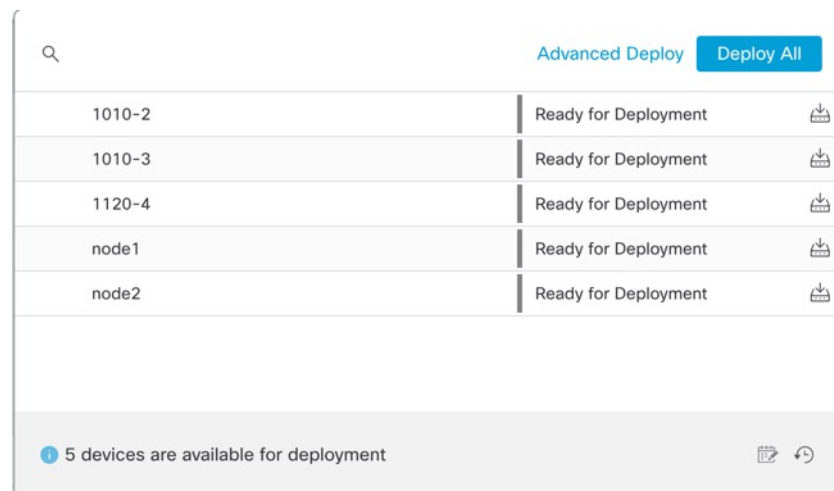 Advanced Deploy Deploy All
1010-2 Ready for Deployment
1010-3 Ready for Deployment
1120-4 Ready for Deployment
node1 Ready for Deployment
node2 Ready for Deployment
5 devices are available for deployment